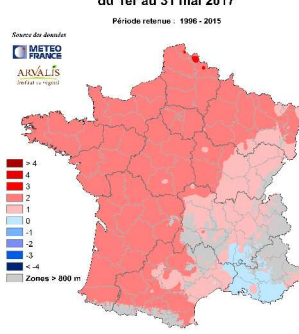 du 1er au 31 mai 2017
Période retenue : 1996 - 2015
Source des données
METEO
FRANCE
ARVALIS
Institut du végétal
> 4
4
3
2
1
0
-1
-2
-3
< -4
Zones > 800 m